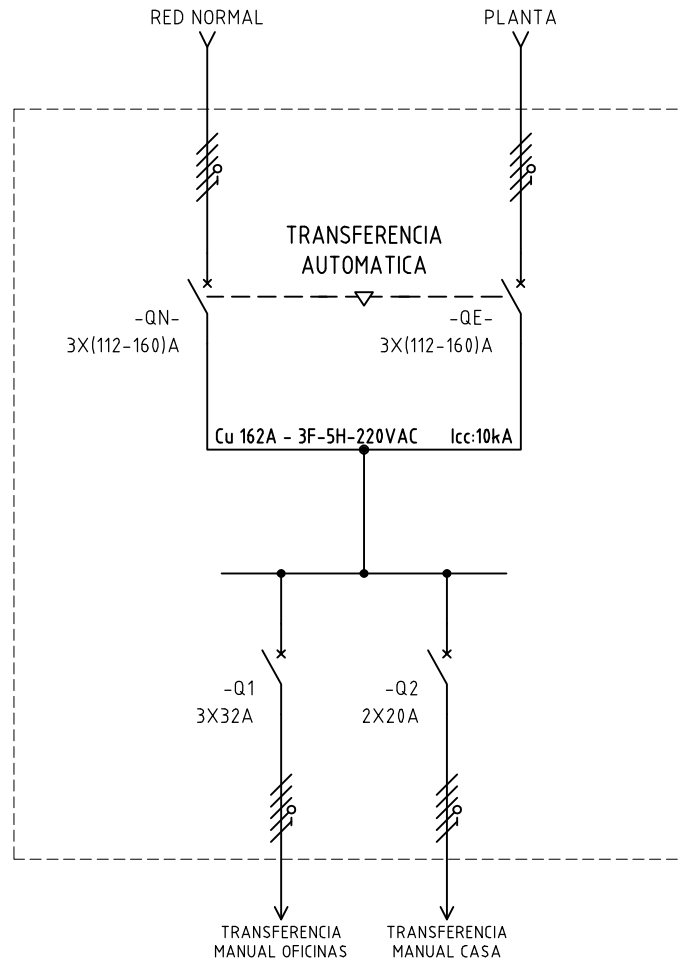 RED NORMAL
PLANTA
TRANSFERENCIA
AUTOMATICA
-QN-
3X(112-160)A
-QE-
3X(112-160)A
Cu 162A - 3F-5H-220VAC
Icc:10kA
-Q1
3X32A
-Q2
2X20A
TRANSFERENCIA
MANUAL OFICINAS
TRANSFERENCIA
MANUAL CASA